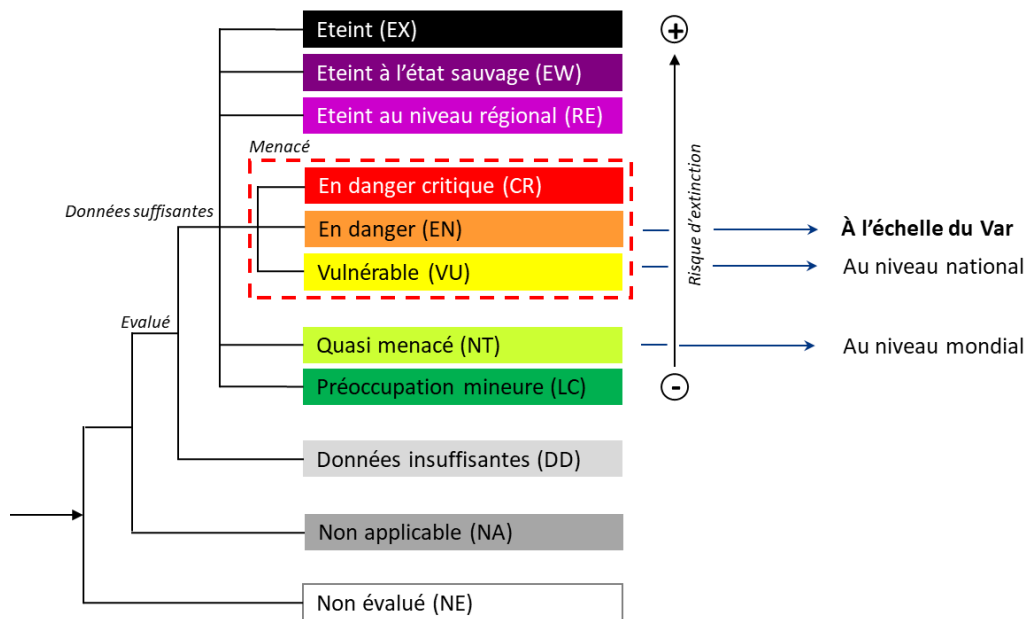 Eteint (EX)
Eteint à l'état sauvage (EW)
Eteint au niveau régional (RE)
Menacé
En danger critique (CR)
Données suffisantes
En danger (EN)
À l'échelle du Var
Vulnérable (VU)
Au niveau national
Risque d'extinction
+
Evalué
Quasi menacé (NT)
Au niveau mondial
Préoccupation mineure (LC)
-
Données insuffisantes (DD)
Non applicable (NA)
Non évalué (NE)